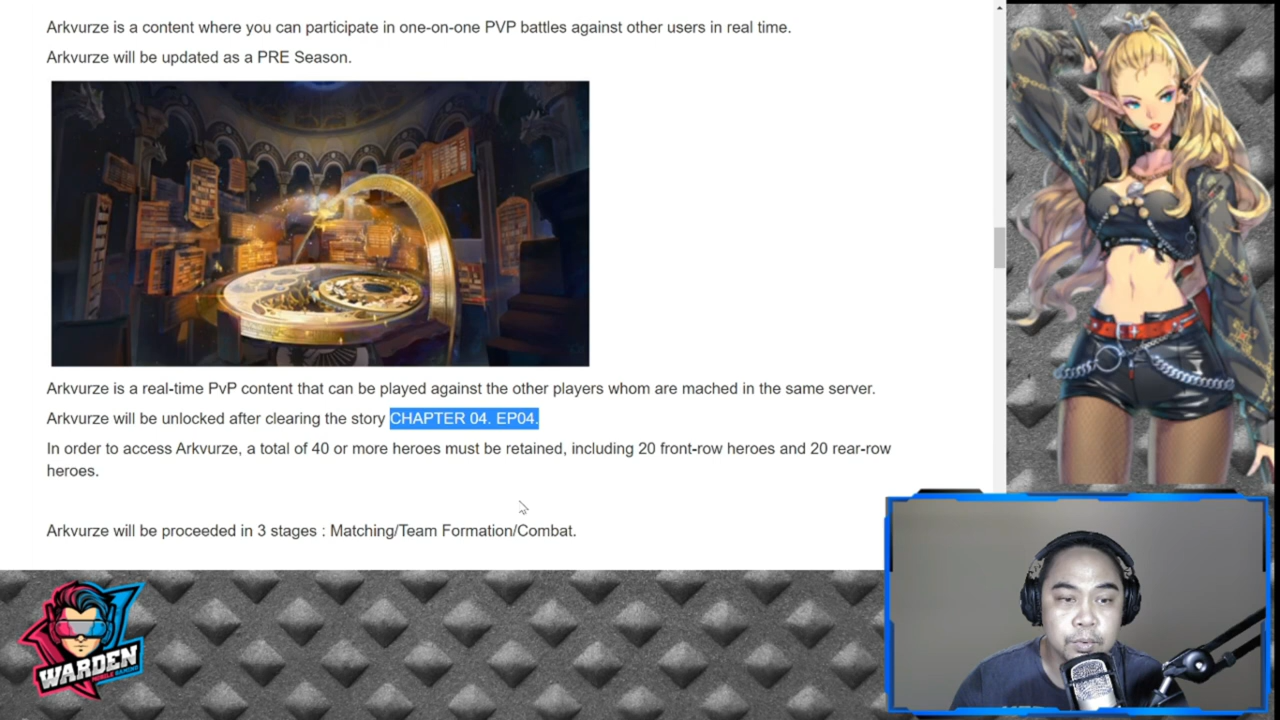 Arkvurze is a content where you can participate in one-on-one PVP battles against other users in real time.
Arkvurze will be updated as a PRE Season.
Arkvurze is a real-time PvP content that can be played against the other players whom are mached in the same server.
Arkvurze will be unlocked after clearing the story CHAPTER 04. EP04.
In order to access Arkvurze, a total of 40 or more heroes must be retained, including 20 front-row heroes and 20 rear-row
heroes.
Arkvurze will be proceeded in 3 stages : Matching/Team Formation/Combat.
WARDEN
MOBILE GAMING